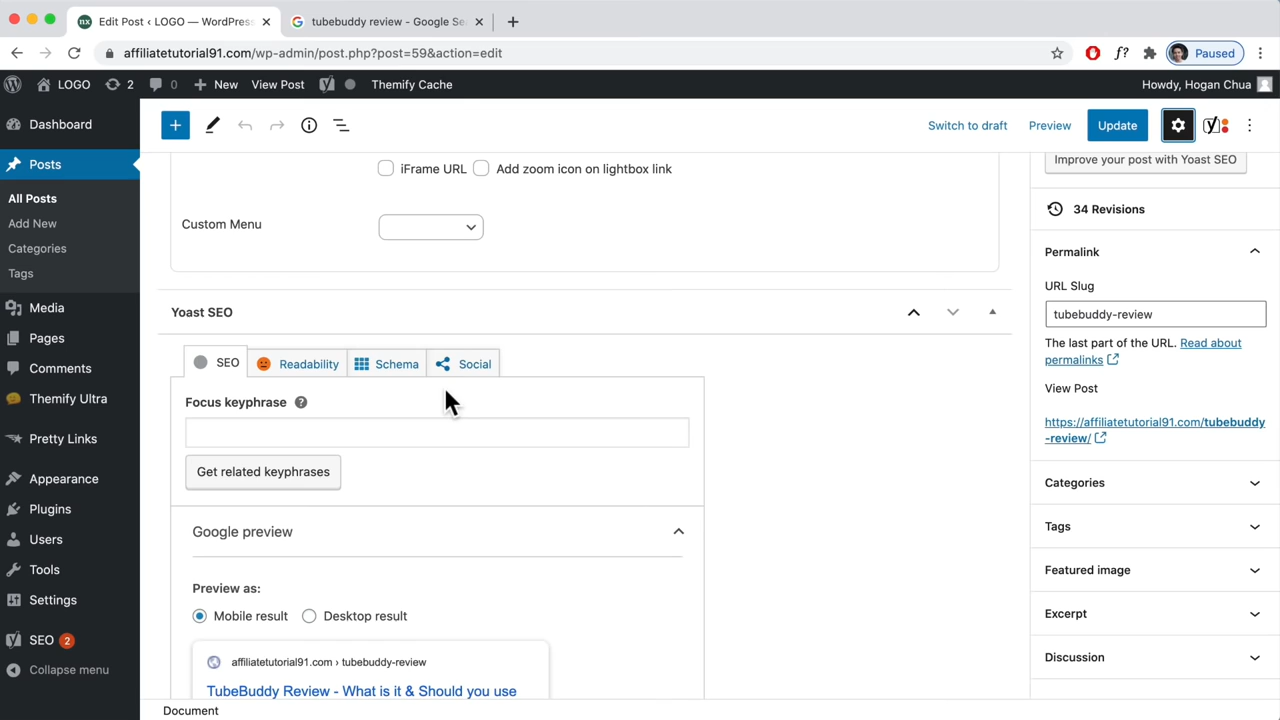 Edit Post ‹ LOGO — WordPress
tubebuddy review - Google Se
affiliatetutorial91.com/wp-admin/post.php?post=59&action=edit
f?
Paused
LOGO
2
0
New
View Post
Themify Cache
Howdy, Hogan Chua
Dashboard
Posts
All Posts
Add New
Categories
Tags
Media
Pages
Comments
Themify Ultra
Pretty Links
Appearance
Plugins
Users
Tools
Settings
SEO 2
Collapse menu
Switch to draft
Preview
Update
iFrame URL
Add zoom icon on lightbox link
Custom Menu
Yoast SEO
SEO
Readability
Schema
Social
Focus keyphrase
Get related keyphrases
Google preview
Preview as:
Mobile result
Desktop result
affiliatetutorial91.com › tubebuddy-review
TubeBuddy Review - What is it & Should you use
Document
Improve your post with Yoast SEO
34 Revisions
Permalink
URL Slug
tubebuddy-review
The last part of the URL. Read about
permalinks
View Post
https://affiliatetutorial91.com/tubebuddy
-review/
Categories
Tags
Featured image
Excerpt
Discussion